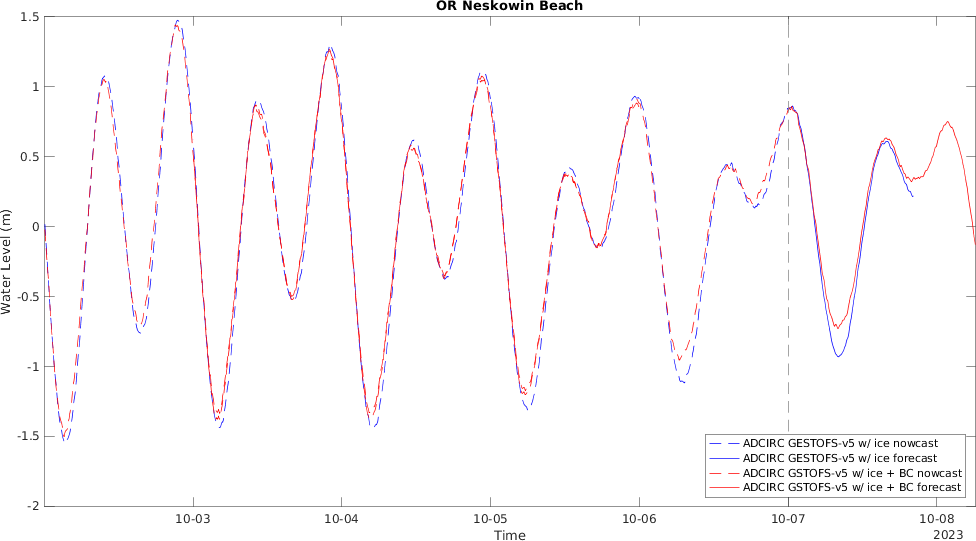 OR Neskowin Beach
1.5
1
0.5
0
-0.5
-1
-1.5
-2
Water Level (m)
10-03
10-04
10-05
10-06
10-07
10-08
Time
2023
ADCIRC GESTOFS-v5 w/ ice nowcast
ADCIRC GESTOFS-v5 w/ ice forecast
ADCIRC GSTOFS-v5 w/ ice + BC nowcast
ADCIRC GSTOFS-v5 w/ ice + BC forecast